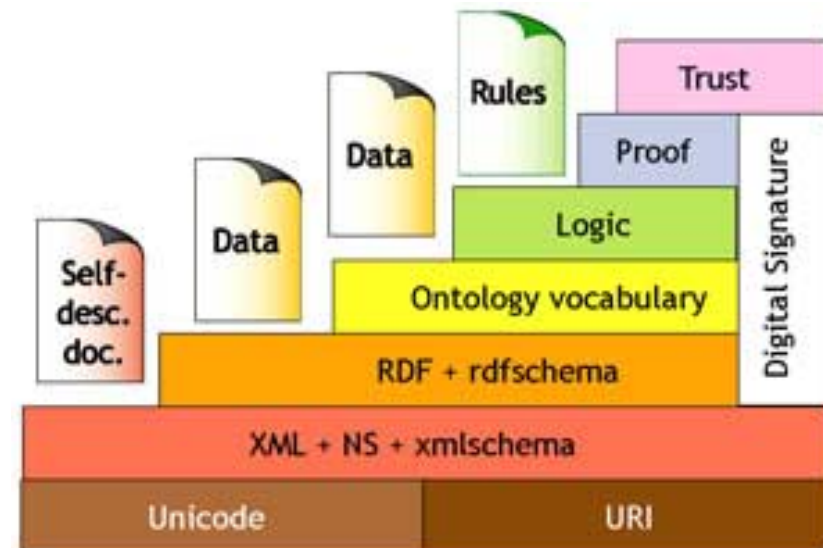 Rules
Trust
Data
Proof
Data
Logic
Self-
desc.
doc.
Ontology vocabulary
Digital Signature
RDF + rdfschema
XML + NS + xmlschema
Unicode
URI